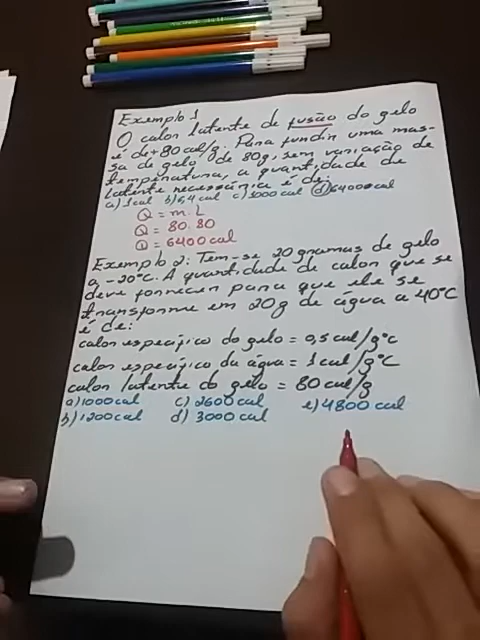 Exemplo 1
O calor latente de fusão do gelo
é de + 80 cal/g. Para fundir uma mas-
sa de gelo de 80g, sem variação de
temperatura, a quantidade de
latente necessária é de:
a) 1 cal b) 6,4 cal c) 1000 cal d) 6400 cal
Q = m. L
Q = 80. 80
Q = 6400 cal
Exemplo 2: Tem-se 20 gramas de gelo
a -20°C. A quantidade de calor que se
deve fornecer para que ele se
transforme em 20g de água a 40°C
é de:
calor específico do gelo = 0,5 cal/g°C
calor específico da água = 1 cal/g°C
calor latente do gelo = 80 cal/g
a) 1000 cal c) 2600 cal e) 4800 cal
b) 1200 cal d) 3000 cal